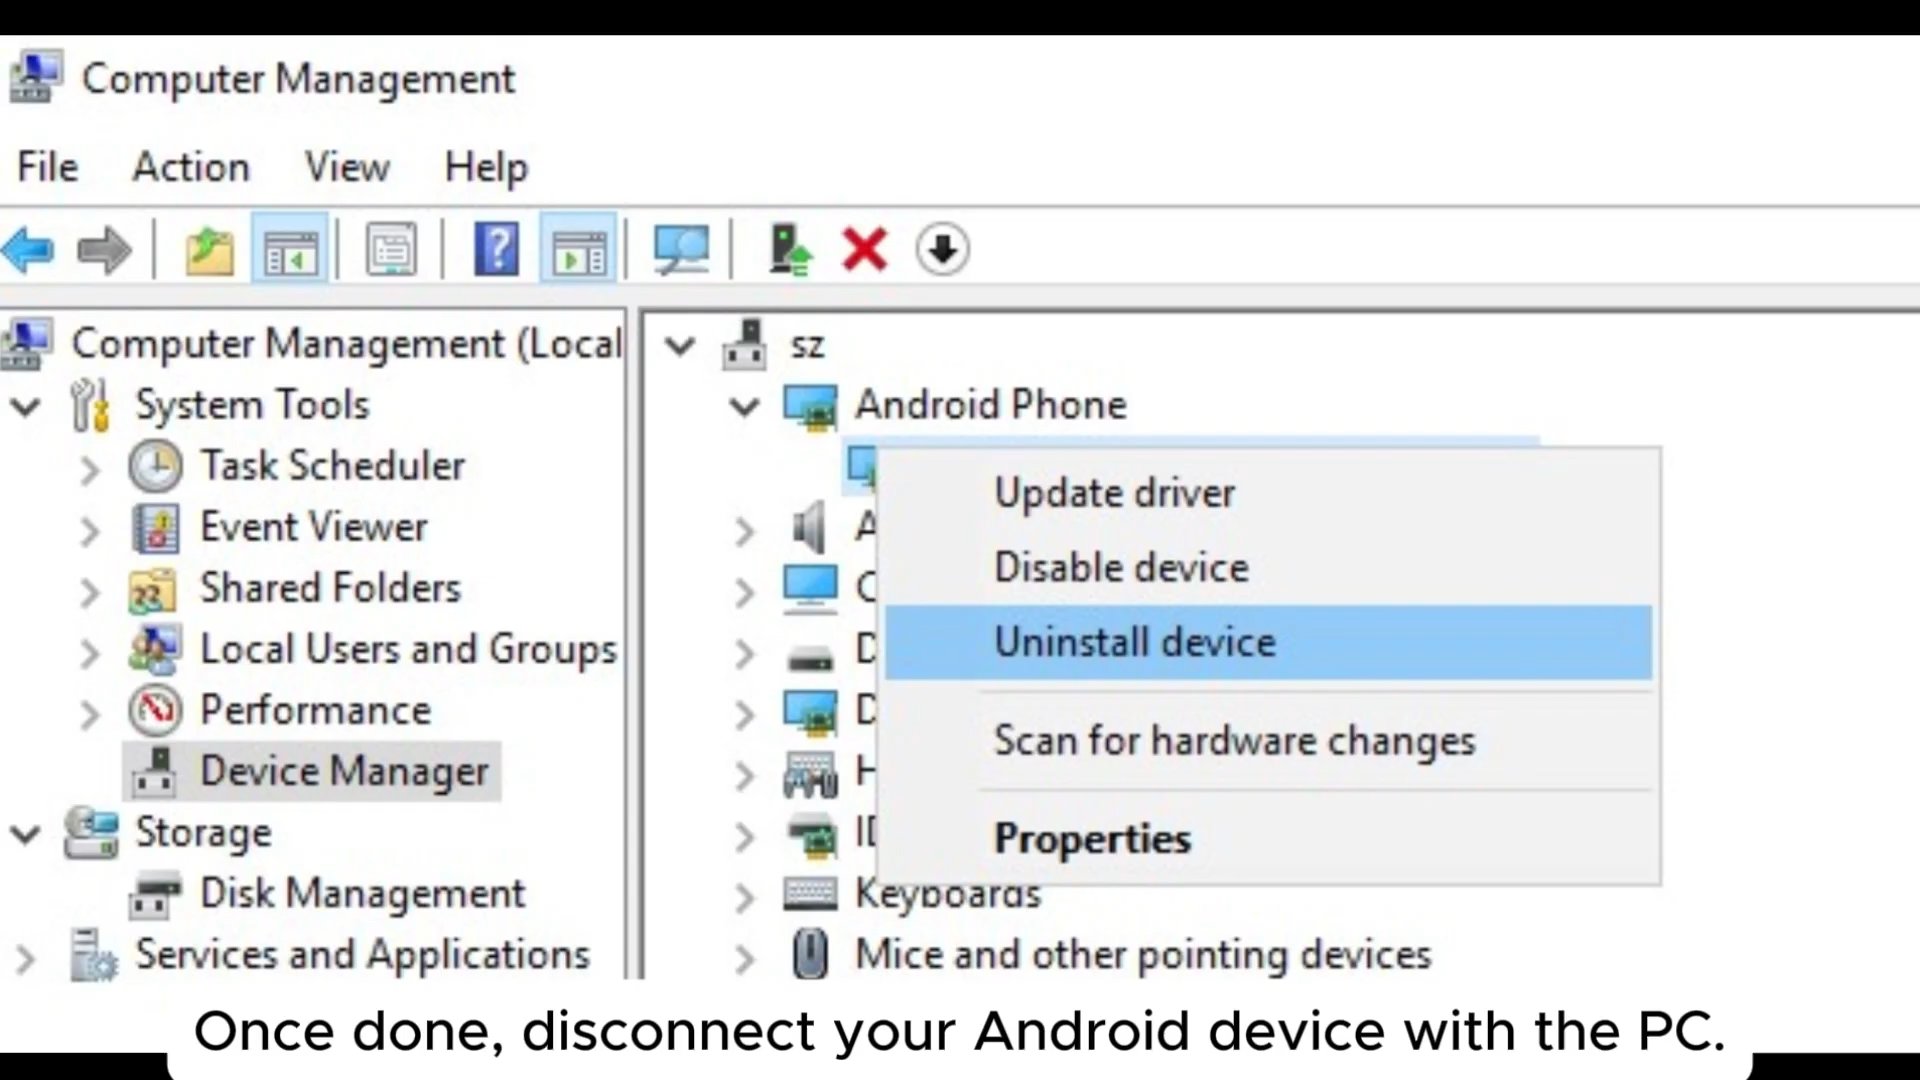 Computer Management
File Action View Help
Computer Management (Local
System Tools
Task Scheduler
Event Viewer
Shared Folders
Local Users and Groups
Performance
Device Manager
Storage
Disk Management
Services and Applications
sz
Android Phone
Update driver
Disable device
Uninstall device
Scan for hardware changes
Properties
Keyboards
Mice and other pointing devices
Once done, disconnect your Android device with the PC.